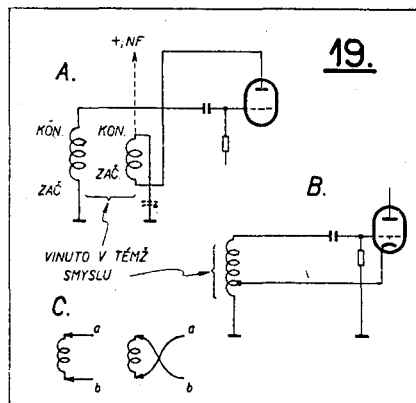 19.
+, NF
A.
KON.
KON.
ZAČ
ZAČ.
B.
VINUTO V TÉMŽ
SMYSLU
C.
a
a
b
b